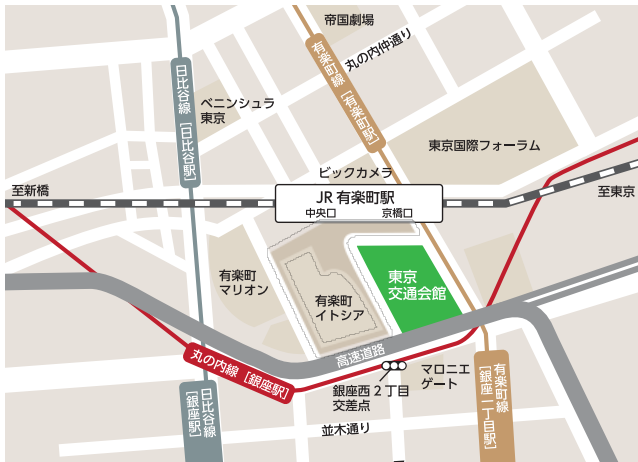 帝国劇場
丸の内仲通り
有楽町線［有楽町駅］
日比谷線［日比谷駅］
ペニンシュラ
東京
東京国際フォーラム
ビックカメラ
至新橋
JR 有楽町駅
中央口
京橋口
至東京
有楽町
マリオン
有楽町
イトシア
東京
交通会館
高速道路
丸の内線［銀座駅］
マロニエ
ゲート
銀座西２丁目
交差点
日比谷線
［銀座駅］
有楽町線
［銀座一丁目駅］
並木通り